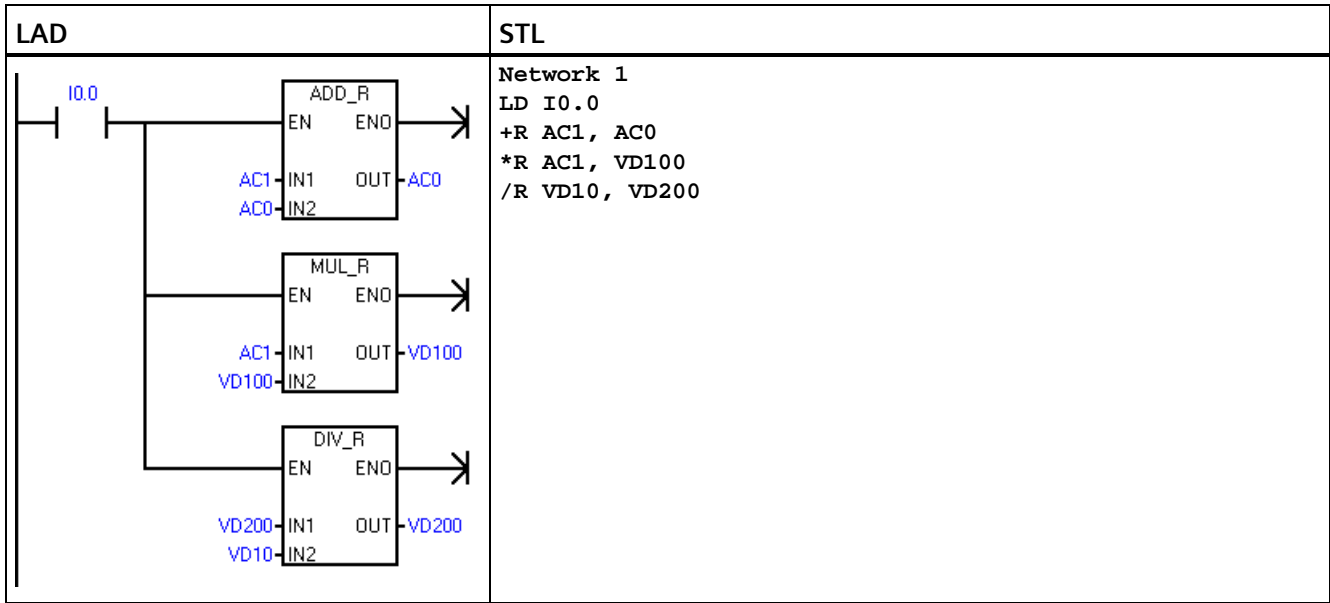 LAD
STL
I0.0
ADD_R
EN ENO
AC1 IN1 OUT AC0
AC0 IN2
MUL_R
EN ENO
AC1 IN1 OUT VD100
VD100 IN2
DIV_R
EN ENO
VD200 IN1 OUT VD200
VD10 IN2
Network 1
LD I0.0
+R AC1, AC0
*R AC1, VD100
/R VD10, VD200